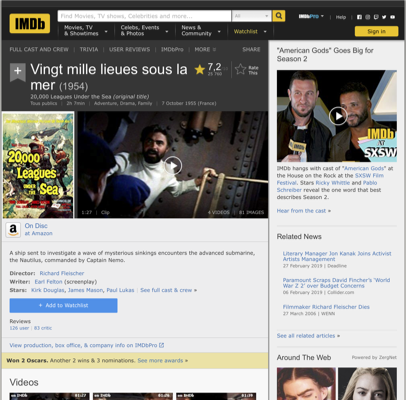 IMDb
Find Movies, TV shows, Celebrities and more...
All
IMDbPro
Help
Movies, TV & Showtimes
Celebs, Events & Photos
News & Community
Watchlist
Sign in
FULL CAST AND CREW | TRIVIA | USER REVIEWS | IMDbPro | MORE
SHARE
Vingt mille lieues sous la
mer (1954)
7,2
Rate
This
20,000 Leagues Under the Sea (original title)
Tous publics | 2h 7min | Adventure, Drama, Family | 7 October 1955 (France)
20000
Leagues
UNDER THE
Sea
1:27 | Clip
4 VIDEOS | 81 IMAGES
On Disc
at Amazon
A ship sent to investigate a wave of mysterious sinkings encounters the advanced submarine,
the Nautilus, commanded by Captain Nemo.
Director: Richard Fleischer
Writer: Earl Felton (screenplay)
Stars: Kirk Douglas, James Mason, Paul Lukas | See full cast & crew »
+ Add to Watchlist
Reviews
126 user | 83 critic
View production, box office, & company info on IMDbPro
Won 2 Oscars. Another 2 wins & 3 nominations. See more awards »
Videos
"American Gods" Goes Big for
Season 2
IMDb
SXSW
IMDb hangs with cast of "American Gods" at
the House on the Rock at the SXSW Film
Festival. Stars Ricky Whittle and Pablo
Schreiber reveal the one word that best
describes Season 2.
Hear from the cast »
Related News
Literary Manager Jon Kanak Joins Activist
Artists Management
27 February 2019 | Deadline
Paramount Scraps David Fincher's 'World
War Z 2' over Budget Concerns
06 February 2019 | Collider.com
Filmmaker Richard Fleischer Dies
27 March 2006 | WENN
See all related articles »
Around The Web
Powered by ZergNet